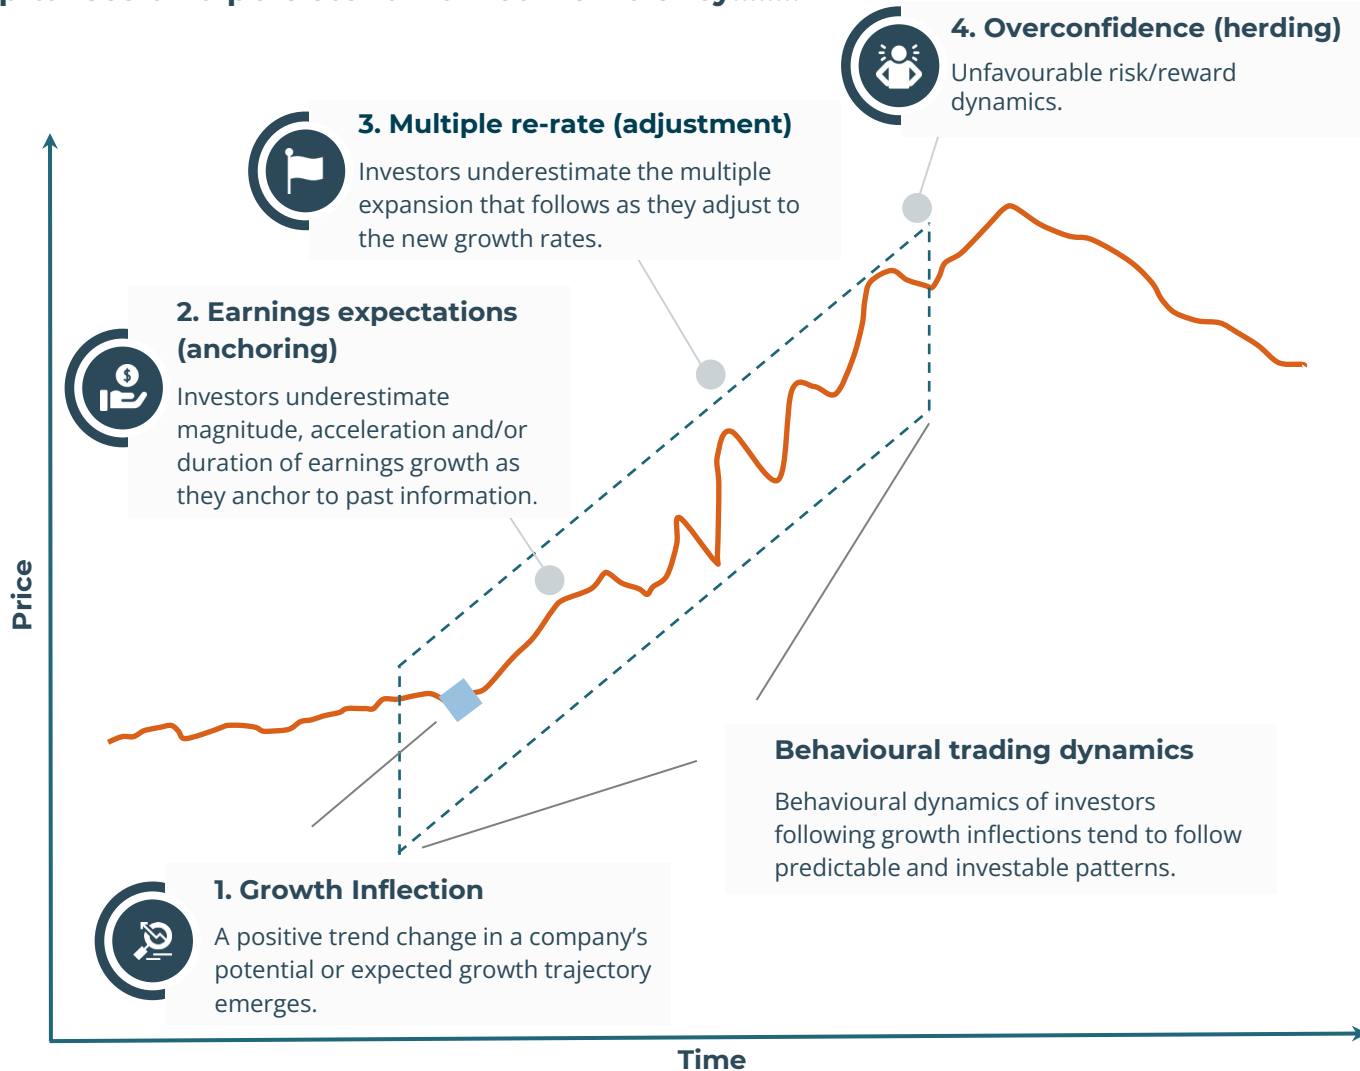 4. Overconfidence (herding)
Unfavourable risk/reward
dynamics.
3. Multiple re-rate (adjustment)
Investors underestimate the multiple
expansion that follows as they adjust to
the new growth rates.
2. Earnings expectations
(anchoring)
Investors underestimate
magnitude, acceleration and/or
duration of earnings growth as
they anchor to past information.
$
Price
Behavioural trading dynamics
Behavioural dynamics of investors
following growth inflections tend to follow
predictable and investable patterns.
1. Growth Inflection
A positive trend change in a company’s
potential or expected growth trajectory
emerges.
Time